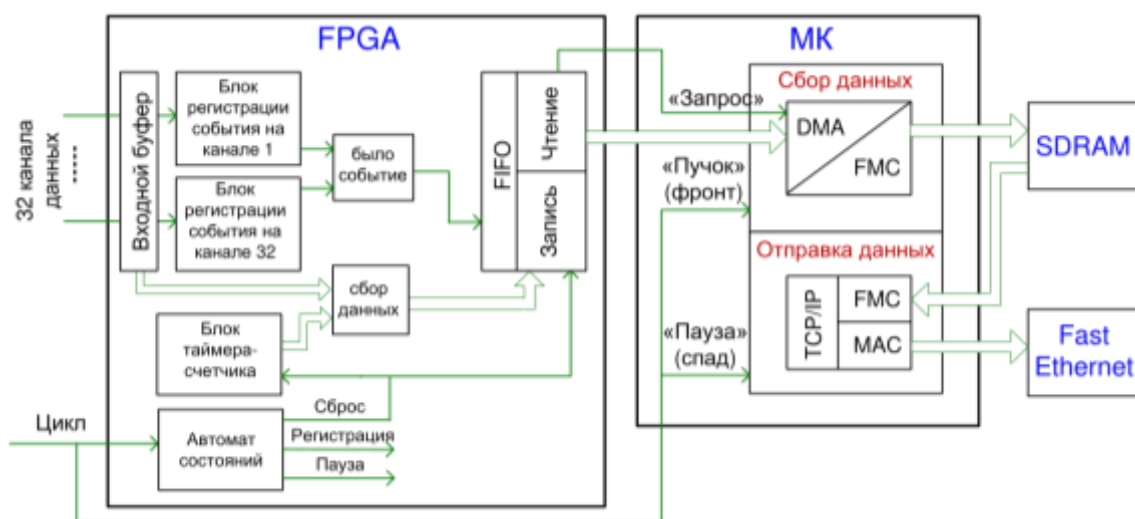 FPGA
32 канала
данных
Входной буфер
Блок
регистрации
события на
канале 1
Блок
регистрации
события на
канале 32
было
событие
FIFO
Чтение
Запись
сбор
данных
Блок
таймера-
счетчика
Цикл
Автомат
состояний
Сброс
Регистрация
Пауза
МК
«Запрос»
«Пучок»
(фронт)
«Пауза»
(спад)
Сбор данных
DMA
FMC
Отправка данных
TCP/IP
FMC
MAC
SDRAM
Fast
Ethernet